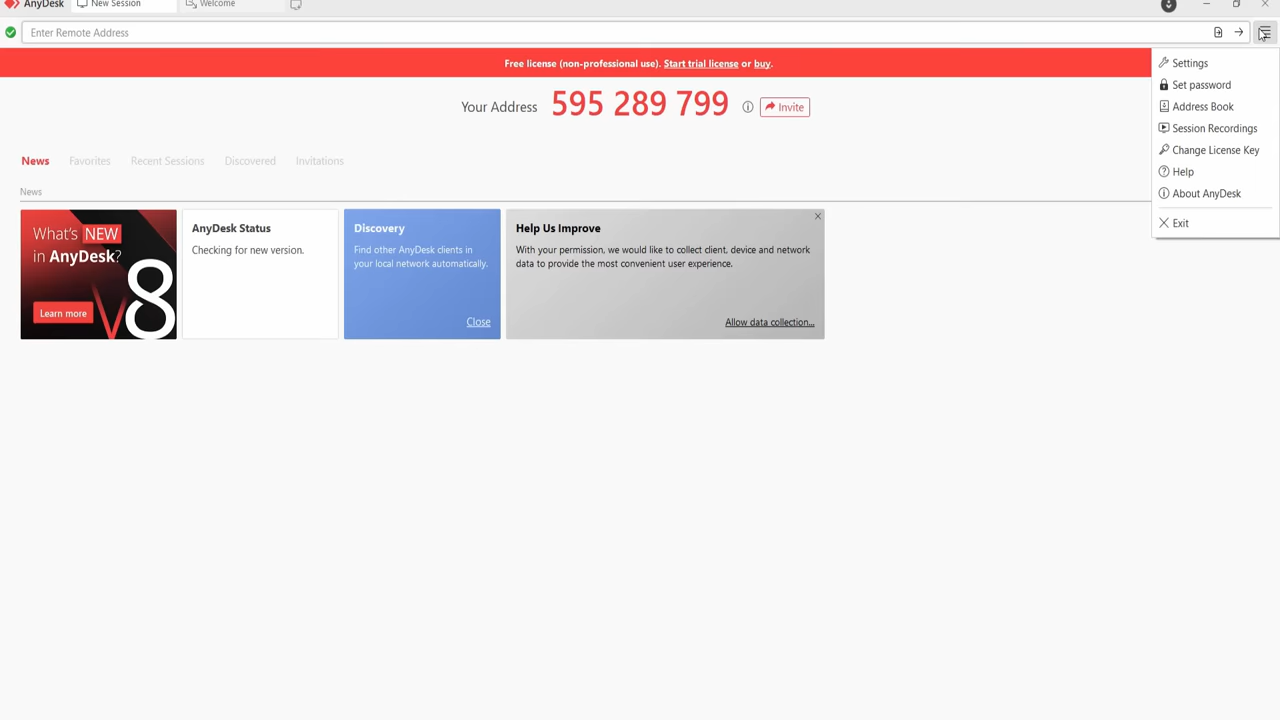 AnyDesk
New Session
Welcome
Enter Remote Address
Free license (non-professional use). Start trial license or buy.
Your Address 595 289 799
Invite
Settings
Set password
Address Book
Session Recordings
Change License Key
Help
About AnyDesk
Exit
News Favorites Recent Sessions Discovered Invitations
News
What's NEW
in AnyDesk?
V8
Learn more
AnyDesk Status
Checking for new version.
Discovery
Find other AnyDesk clients in
your local network automatically.
Close
Help Us Improve
With your permission, we would like to collect client, device and network
data to provide the most convenient user experience.
Allow data collection...